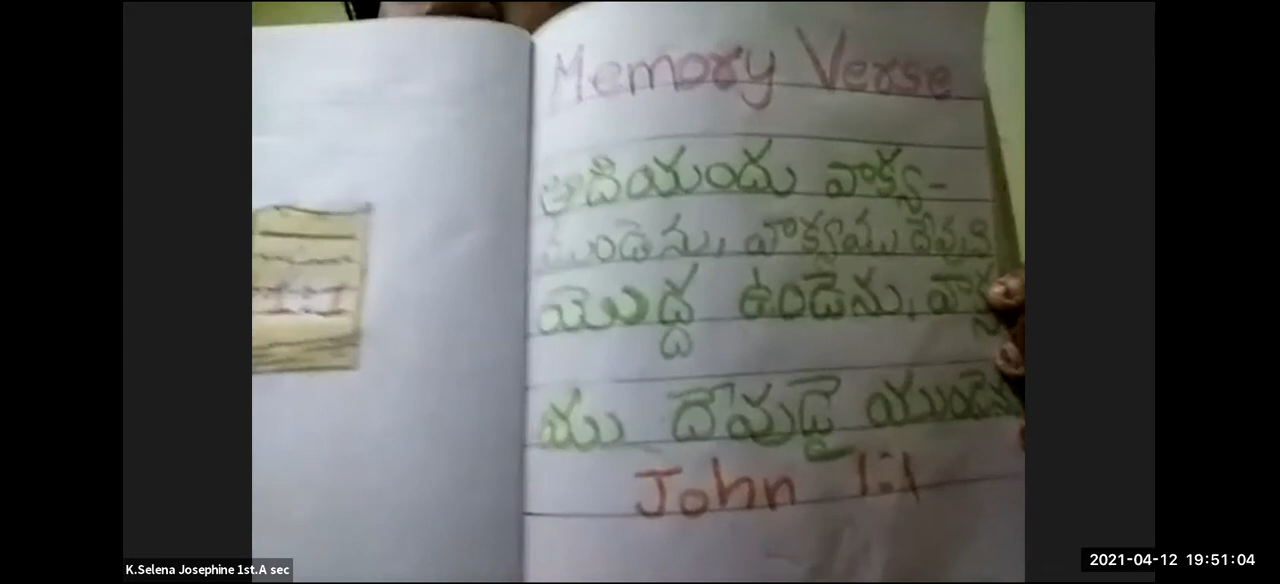 Memory Verse
ఆదియందు వాక్య-
ముండెను, వాక్యము దేవుని
యొద్ద ఉండెను, వాక్య
ము దేవుడై యుండెను
John 1:1
K.Selena Josephine 1st.A sec
2021-04-12 19:51:04